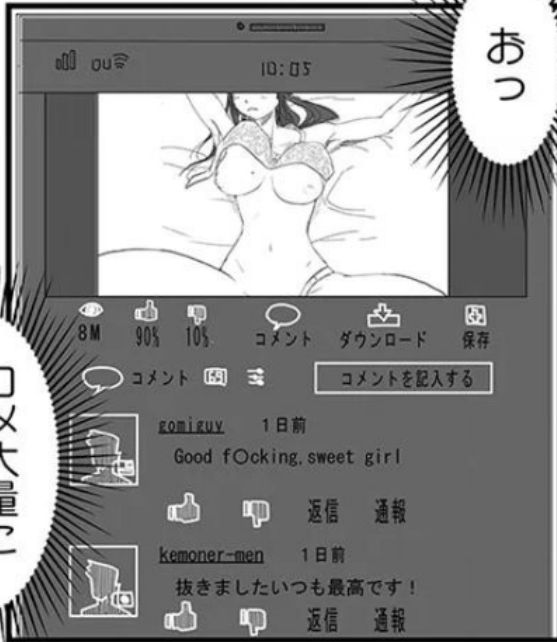 おっ
au
10:05
8M 90% 10% コメント ダウンロード 保存
コメント 69 コメントを記入する
gomiguy 1日前
Good f○cking,sweet girl
返信 通報
コメ大量に
kemoner-men 1日前
抜きましたいつも最高です！
返信 通報